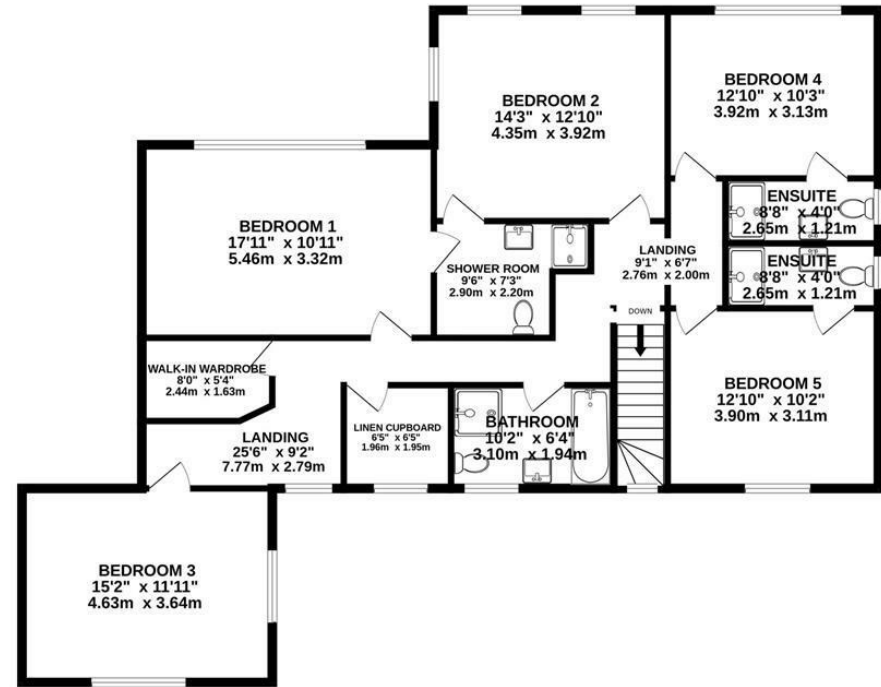 BEDROOM 4
12'10" x 10'3"
3.92m x 3.13m
BEDROOM 2
14'3" x 12'10"
4.35m x 3.92m
ENSUITE
8'8" x 4'0"
2.65m x 1.21m
BEDROOM 1
17'11" x 10'11"
5.46m x 3.32m
LANDING
9'1" x 6'7"
2.76m x 2.00m
SHOWER ROOM
9'6" x 7'3"
2.90m x 2.20m
ENSUITE
8'8" x 4'0"
2.65m x 1.21m
DOWN
WALK-IN WARDROBE
8'0" x 5'4"
2.44m x 1.63m
BEDROOM 5
12'10" x 10'2"
3.90m x 3.11m
LINEN CUPBOARD
6'5" x 6'5"
1.96m x 1.95m
BATHROOM
10'2" x 6'4"
3.10m x 1.94m
LANDING
25'6" x 9'2"
7.77m x 2.79m
BEDROOM 3
15'2" x 11'11"
4.63m x 3.64m